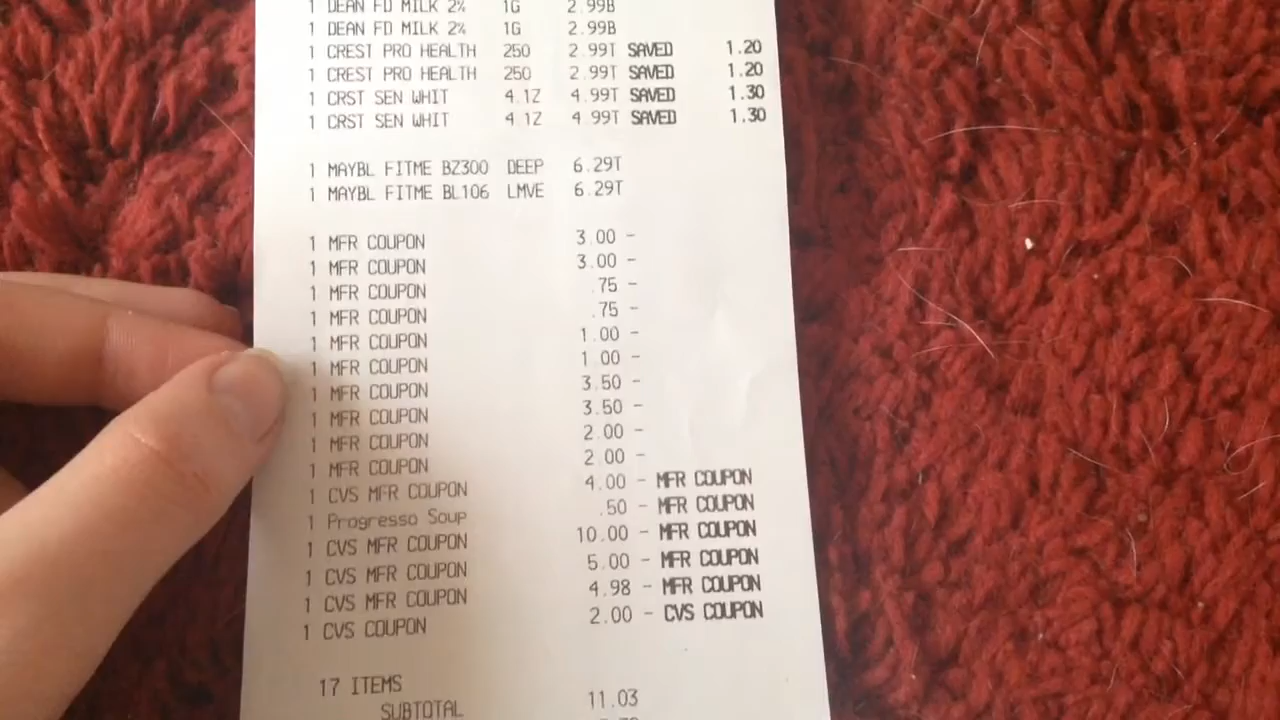 1 DEAN FD MILK 2% 1G 2.99B
1 DEAN FD MILK 2% 1G 2.99B
1 CREST PRO HEALTH 250 2.99T SAVED 1.20
1 CREST PRO HEALTH 250 2.99T SAVED 1.20
1 CRST SEN WHIT 4.1Z 4.99T SAVED 1.30
1 CRST SEN WHIT 4.1Z 4.99T SAVED 1.30
1 MAYBL FITME BZ300 DEEP 6.29T
1 MAYBL FITME BL106 LMVE 6.29T
1 MFR COUPON 3.00 -
1 MFR COUPON 3.00 -
1 MFR COUPON .75 -
1 MFR COUPON .75 -
1 MFR COUPON 1.00 -
1 MFR COUPON 1.00 -
1 MFR COUPON 3.50 -
1 MFR COUPON 3.50 -
1 MFR COUPON 2.00 -
1 MFR COUPON 2.00 -
1 CVS MFR COUPON 4.00 - MFR COUPON
1 Progresso Soup .50 - MFR COUPON
1 CVS MFR COUPON 10.00 - MFR COUPON
1 CVS MFR COUPON 5.00 - MFR COUPON
1 CVS MFR COUPON 4.98 - MFR COUPON
1 CVS COUPON 2.00 - CVS COUPON
17 ITEMS
SUBTOTAL 11.03